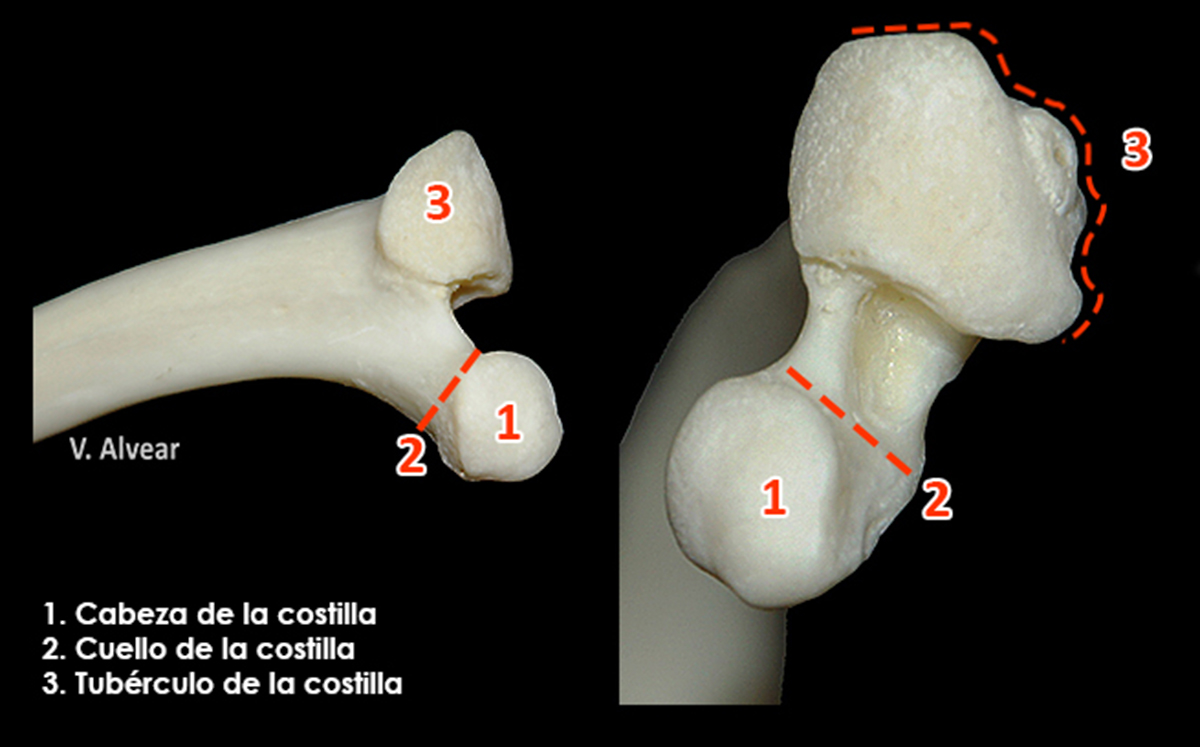 3
3
1
2
1
2
V. Alvear
1. Cabeza de la costilla
2. Cuello de la costilla
3. Tubérculo de la costilla